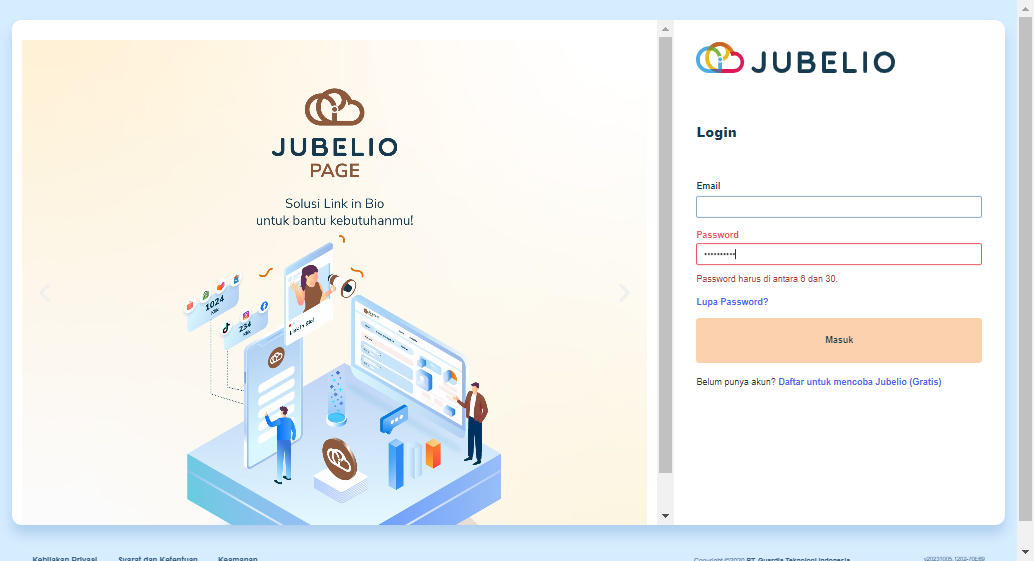 JUBELIO
PAGE
Solusi Link in Bio
untuk bantu kebutuhanmu!
1024
234
JUBELIO
Login
Email
Password
••••••••••
Password harus di antara 6 dan 30.
Lupa Password?
Masuk
Belum punya akun? Daftar untuk mencoba Jubelio (Gratis)
Kebijakan Privasi Syarat dan Ketentuan Keamanan
Copyright ©2020 PT. Guardia Teknologi Indonesia